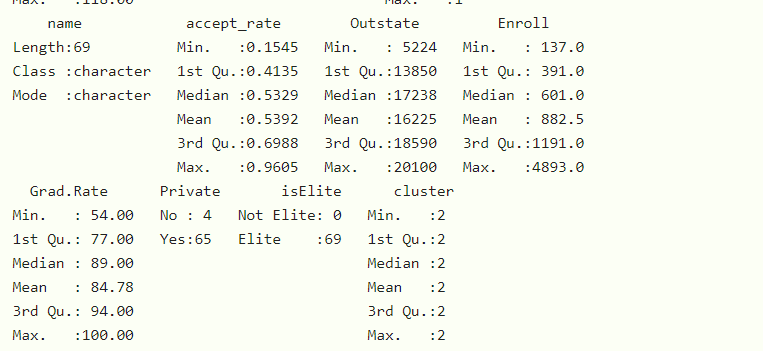 Max. :118.00 Max. :1
name accept_rate Outstate Enroll
Length:69 Min. :0.1545 Min. : 5224 Min. : 137.0
Class :character 1st Qu.:0.4135 1st Qu.:13850 1st Qu.: 391.0
Mode :character Median :0.5329 Median :17238 Median : 601.0
Mean :0.5392 Mean :16225 Mean : 882.5
3rd Qu.:0.6988 3rd Qu.:18590 3rd Qu.:1191.0
Max. :0.9605 Max. :20100 Max. :4893.0
Grad.Rate Private isElite cluster
Min. : 54.00 No : 4 Not Elite: 0 Min. :2
1st Qu.: 77.00 Yes:65 Elite :69 1st Qu.:2
Median : 89.00 Median :2
Mean : 84.78 Mean :2
3rd Qu.: 94.00 3rd Qu.:2
Max. :100.00 Max. :2